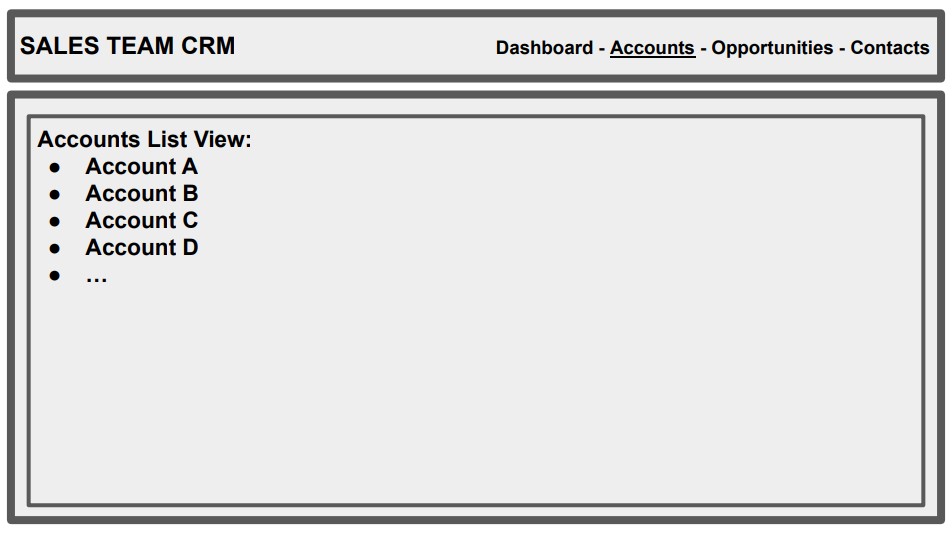 SALES TEAM CRM
Dashboard - Accounts - Opportunities - Contacts
Accounts List View:
● Account A
● Account B
● Account C
● Account D
● …